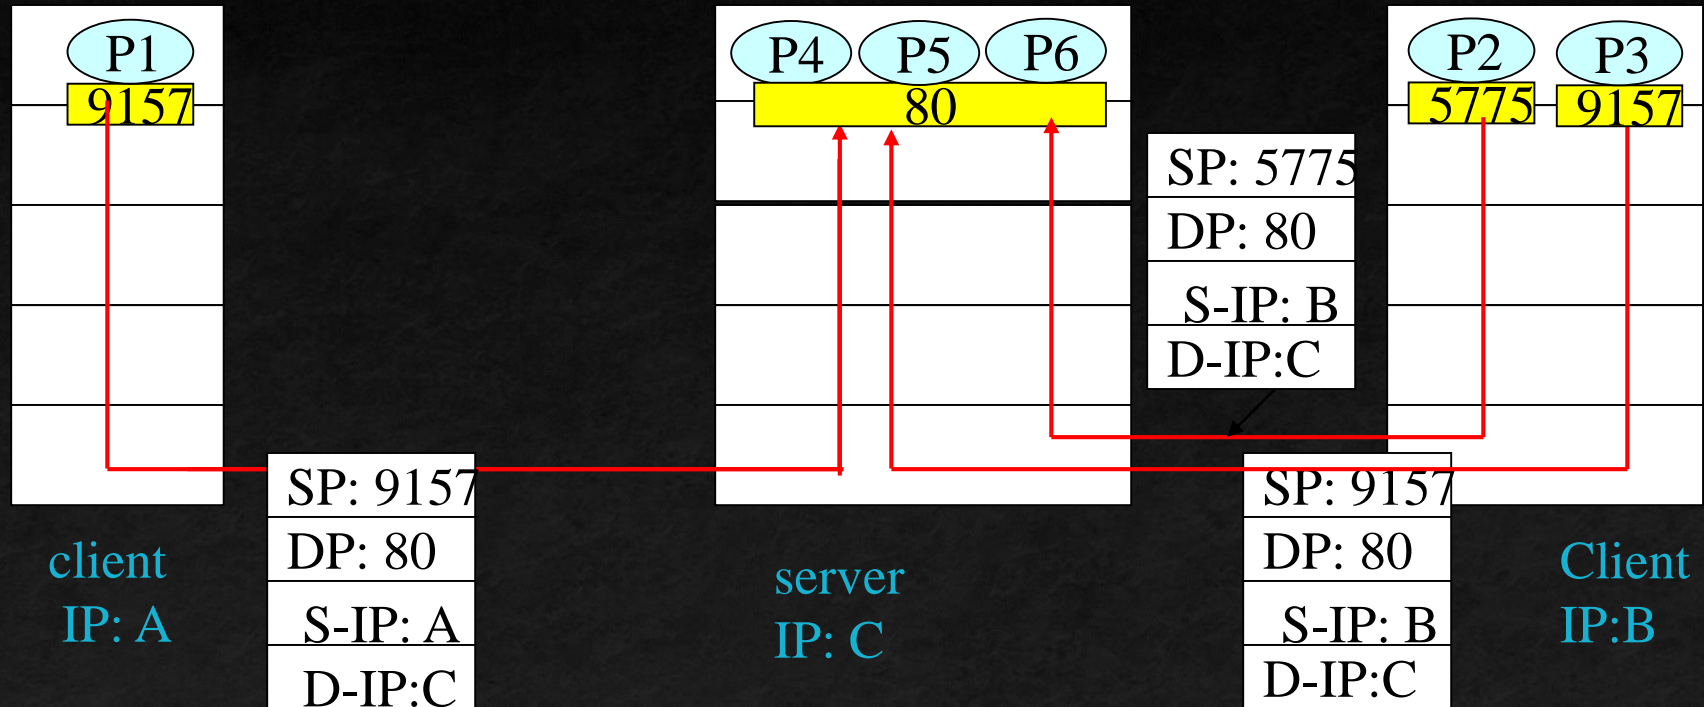 P1
9157
P4
P5
P6
80
P2
5775
P3
9157
SP: 5775
DP: 80
S-IP: B
D-IP:C
SP: 9157
DP: 80
S-IP: A
D-IP:C
SP: 9157
DP: 80
S-IP: B
D-IP:C
client
IP: A
server
IP: C
Client
IP:B